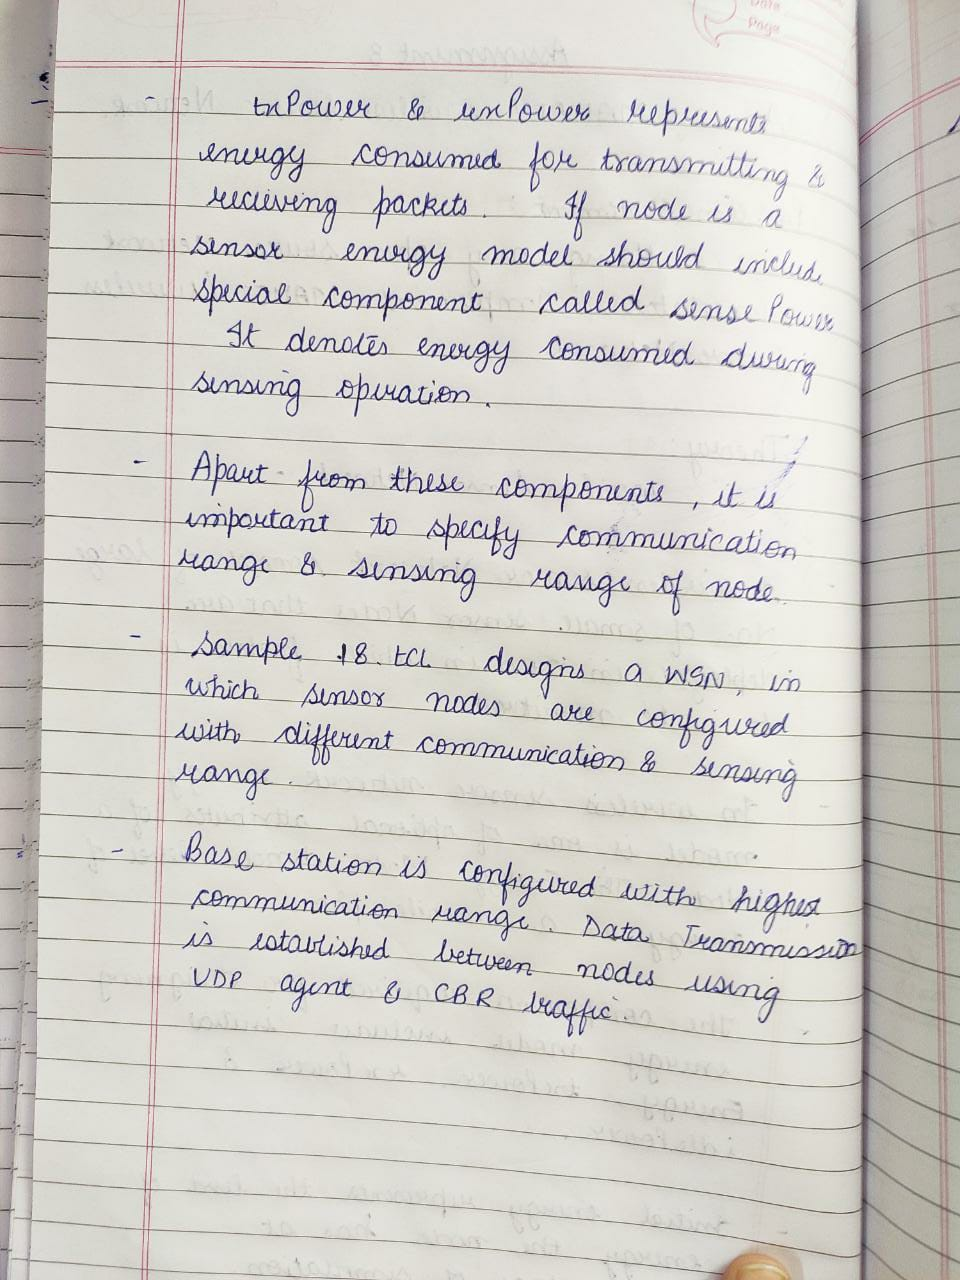 Date
Page
- txPower & rxPower represents
energy consumed for transmitting &
recieving packets. If node is a
sensor energy model should include
special component called sense Power
It denotes energy consumed during
sensing operation.
- Apart from these components, it is
important to specify communication
range & sensing range of node.
- Sample 18.tcl designs a WSN, in
which sensor nodes are configured
with different communication & sensing
range.
- Base station is configured with highest
communication range. Data Transmission
is established between nodes using
UDP agent & CBR traffic.